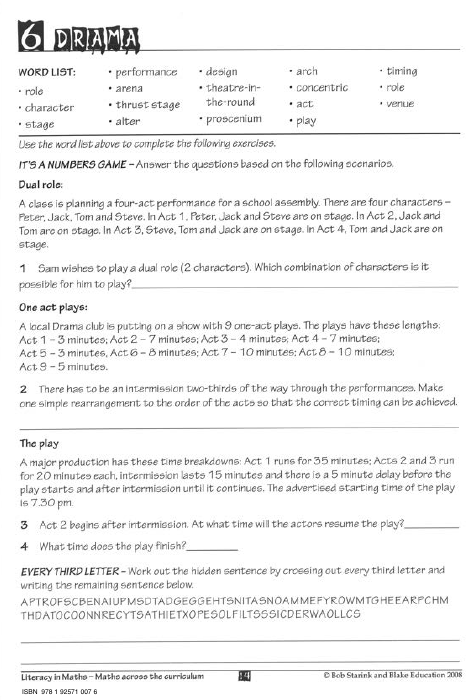 6 DRAMA
WORD LIST:
• role
• character
• stage
• performance
• arena
• thrust stage
• alter
• design
• theatre-in-
the-round
• proscenium
• arch
• concentric
• act
• play
• timing
• role
• venue
Use the word list above to complete the following exercises.
IT'S A NUMBERS GAME – Answer the questions based on the following scenarios.
Dual role:
A class is planning a four-act performance for a school assembly. There are four characters –
Peter, Jack, Tom and Steve. In Act 1, Peter, Jack and Steve are on stage. In Act 2, Jack and
Tom are on stage. In Act 3, Steve, Tom and Jack are on stage. In Act 4, Tom and Jack are on
stage.
1 Sam wishes to play a dual role (2 characters). Which combination of characters is it
possible for him to play?
One act plays:
A local Drama club is putting on a show with 9 one-act plays. The plays have these lengths:
Act 1 – 3 minutes; Act 2 – 7 minutes; Act 3 – 4 minutes; Act 4 – 7 minutes;
Act 5 – 3 minutes, Act 6 – 8 minutes; Act 7 – 10 minutes; Act 8 – 10 minutes;
Act 9 – 5 minutes.
2 There has to be an intermission two-thirds of the way through the performances. Make
one simple rearrangement to the order of the acts so that the correct timing can be achieved.
The play
A major production has these time breakdowns: Act 1 runs for 35 minutes; Acts 2 and 3 run
for 20 minutes each, intermission lasts 15 minutes and there is a 5 minute delay before the
play starts and after intermission until it continues. The advertised starting time of the play
is 7.30 pm.
3 Act 2 begins after intermission. At what time will the actors resume the play?
4 What time does the play finish?
EVERY THIRD LETTER – Work out the hidden sentence by crossing out every third letter and
writing the remaining sentence below.
APTROFSCBENAIUPMSDTADGEGGEHTSNITASNOAMMEFYROWMTGHEEARPCHM
THDATOCOONNRECYTSATHIETXOPESOLFILTSSSICDERWAOLLCS
Literacy in Maths – Maths across the curriculum
14
© Bob Starink and Blake Education 2008
ISBN 978 1 92571 007 6